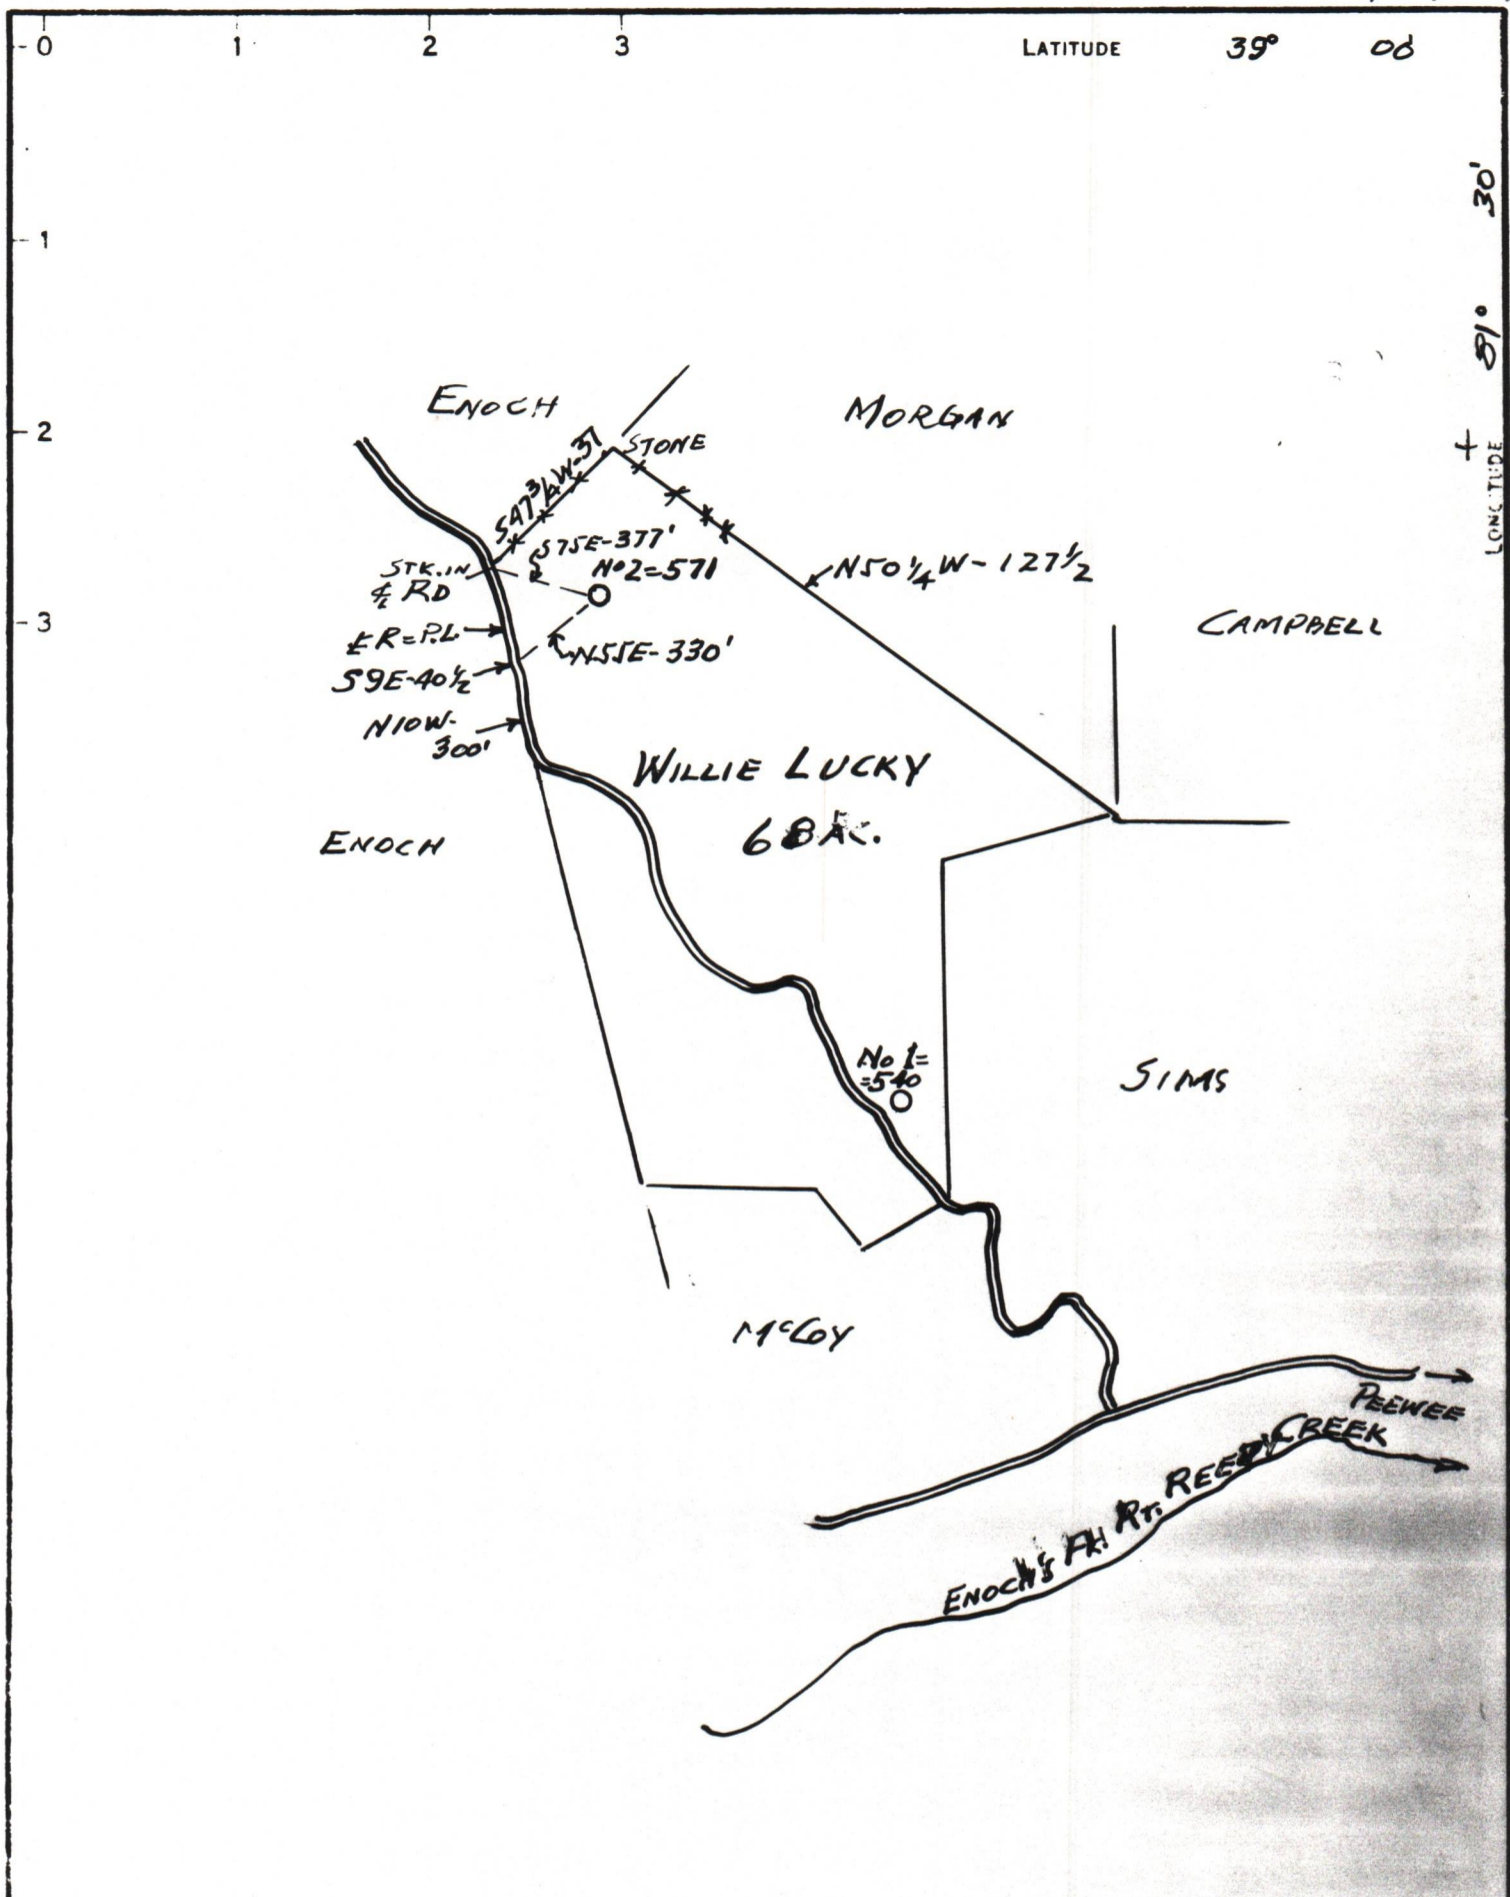 0 1 2 3 LATITUDE 39° 00'
30'
1
81°
LONGITUDE
2
ENOCH
MORGAN
STONE
S47¾W-37
S75E-377'
STK. IN
℄ RD
No2=571
N50¼W-127½
3
℄R=P.L.
N55E-330'
CAMPBELL
S9E-40½
N10W-
300'
WILLIE LUCKY
68 AC.
ENOCH
No 1=
=540
SIMS
McCOY
PEEWEE
ENOCH'S FK. RT. REEDY CREEK